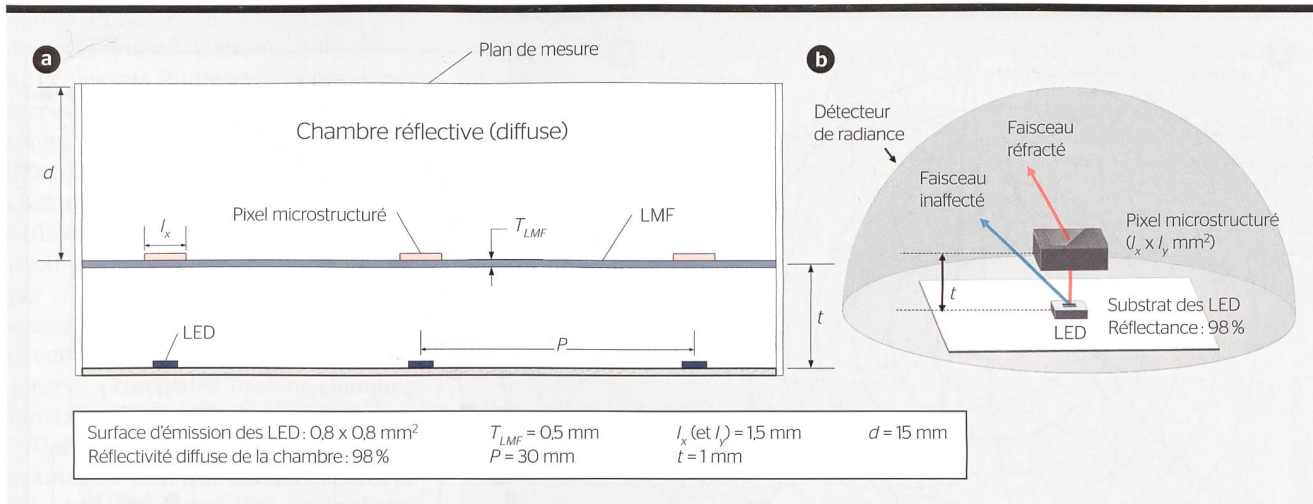 a
Plan de mesure
b
Chambre réflective (diffuse)
d
Pixel microstructuré
l_x
T_LMF
LMF
t
LED
P
Détecteur
de radiance
Faisceau
réfracté
Faisceau
inaffecté
Pixel microstructuré
(l_x x l_y mm²)
t
LED
Substrat des LED
Réflectance : 98 %
Surface d'émission des LED : 0,8 x 0,8 mm² T_LMF = 0,5 mm l_x (et l_y) = 1,5 mm d = 15 mm
Réflectivité diffuse de la chambre : 98 % P = 30 mm t = 1 mm